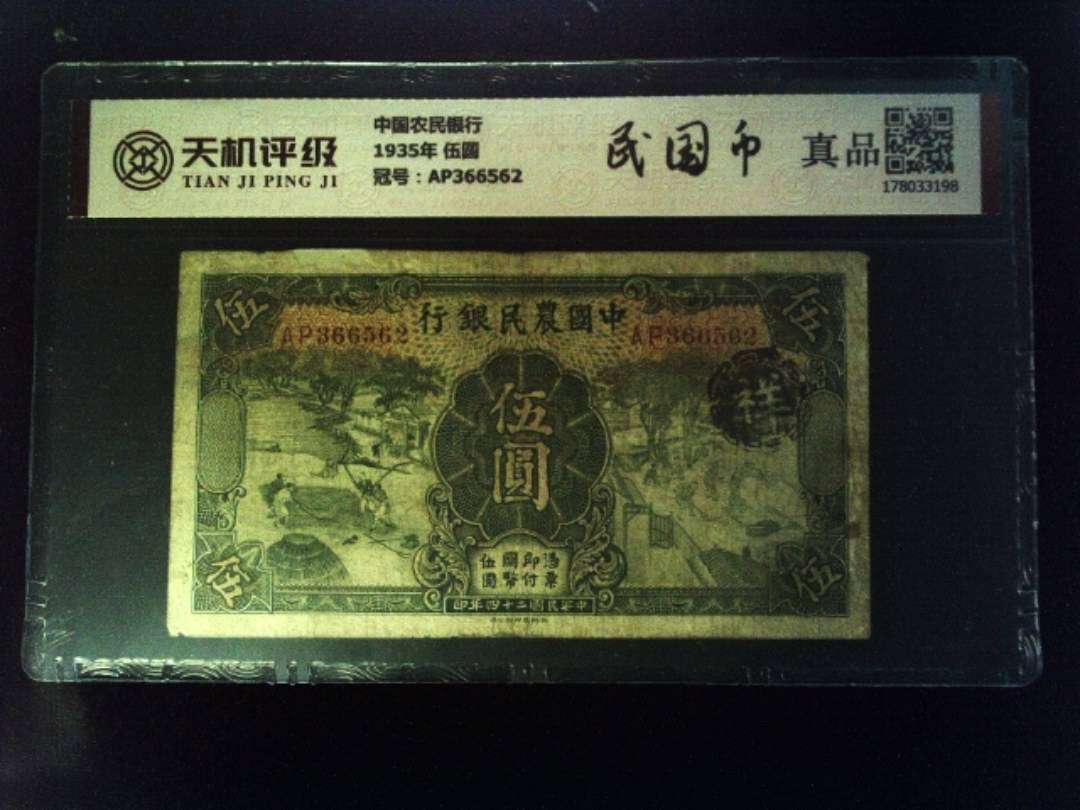 天机评级
TIAN JI PING JI
中国农民银行
1935年 伍圆
冠号：AP366562
民国币
真品
178033198
伍
伍
行銀民農國中
AP366562
AP366562
祥
伍圓
憑票即付國幣伍圓
印年四十二國民華中
伍
伍